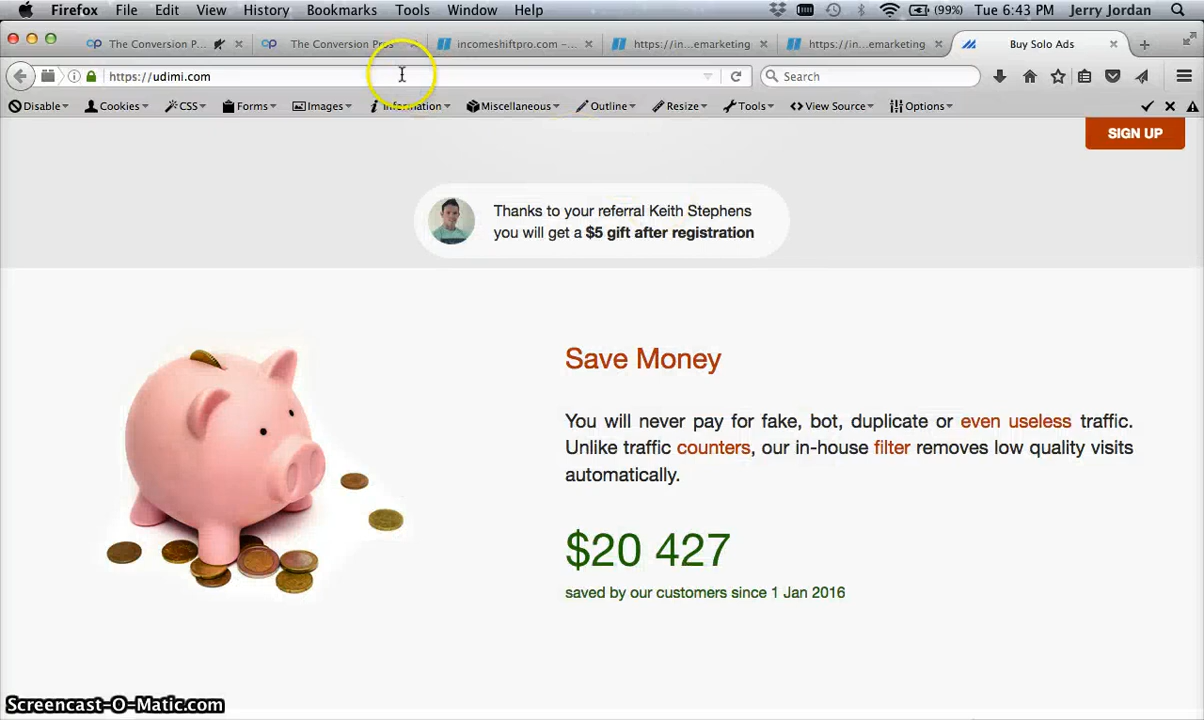 Firefox File Edit View History Bookmarks Tools Window Help (99%) Tue 6:43 PM Jerry Jordan
The Conversion P... The Conversion Pros incomeshiftpro.com –... https://in...emarketing https://in...emarketing Buy Solo Ads
https://udimi.com Search
Disable Cookies CSS Forms Images Information Miscellaneous Outline Resize Tools View Source Options
SIGN UP
Thanks to your referral Keith Stephens
you will get a $5 gift after registration
Save Money
You will never pay for fake, bot, duplicate or even useless traffic.
Unlike traffic counters, our in-house filter removes low quality visits
automatically.
$20 427
saved by our customers since 1 Jan 2016
Screencast-O-Matic.com